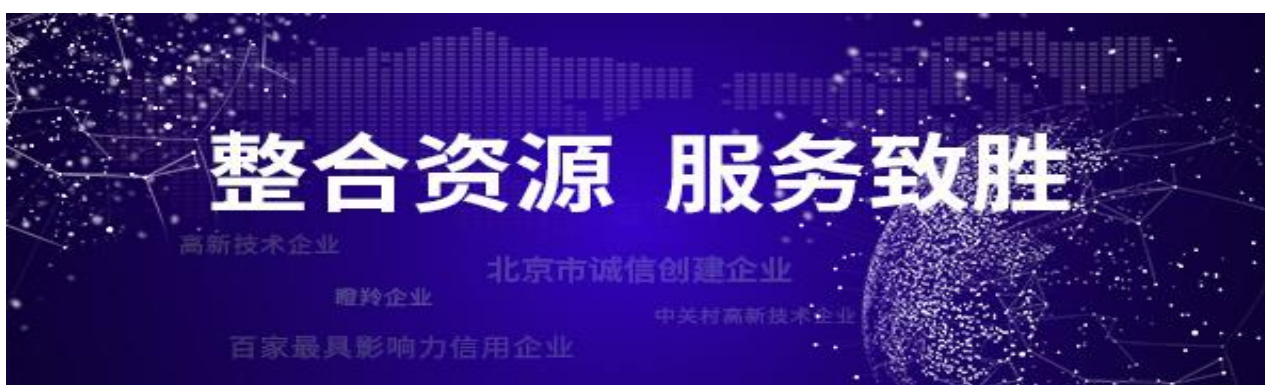 整合资源 服务致胜
高新技术企业
北京市诚信创建企业
瞪羚企业
中关村高新技术企业
百家最具影响力信用企业